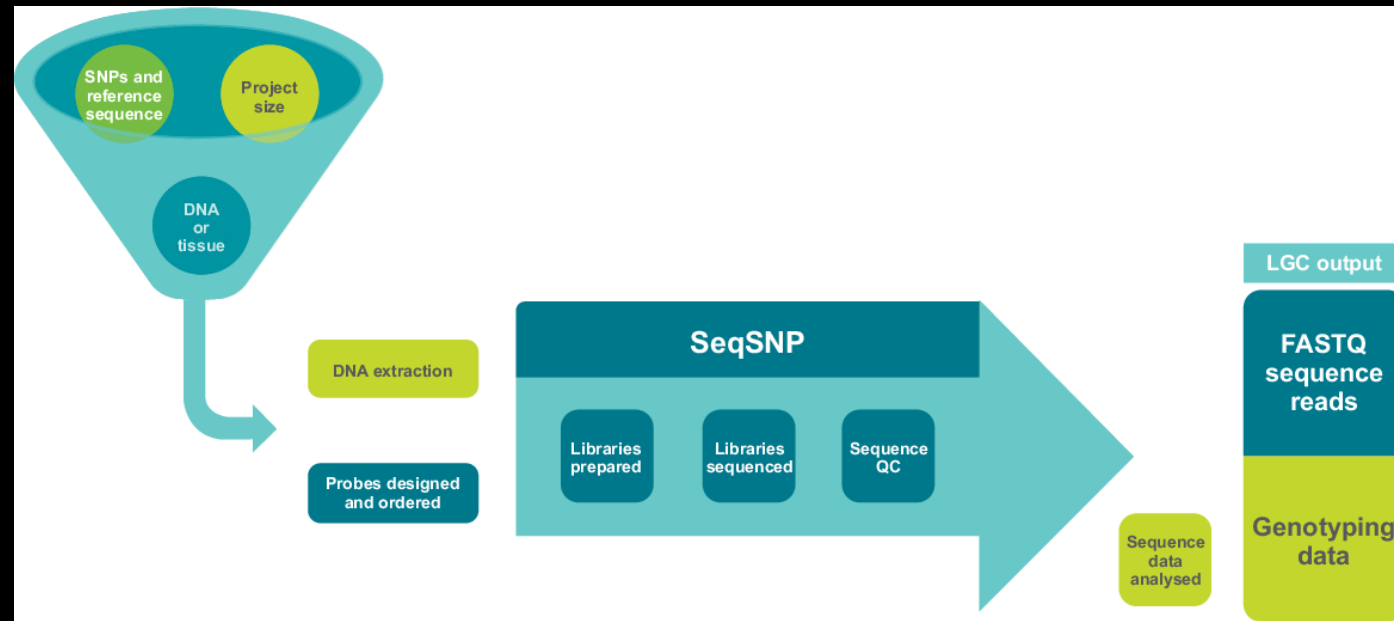 SNPs and
reference
sequence
Project
size
DNA
or
tissue
DNA extraction
Probes designed
and ordered
SeqSNP
Libraries
prepared
Libraries
sequenced
Sequence
QC
Sequence
data
analysed
LGC output
FASTQ
sequence
reads
Genotyping
data